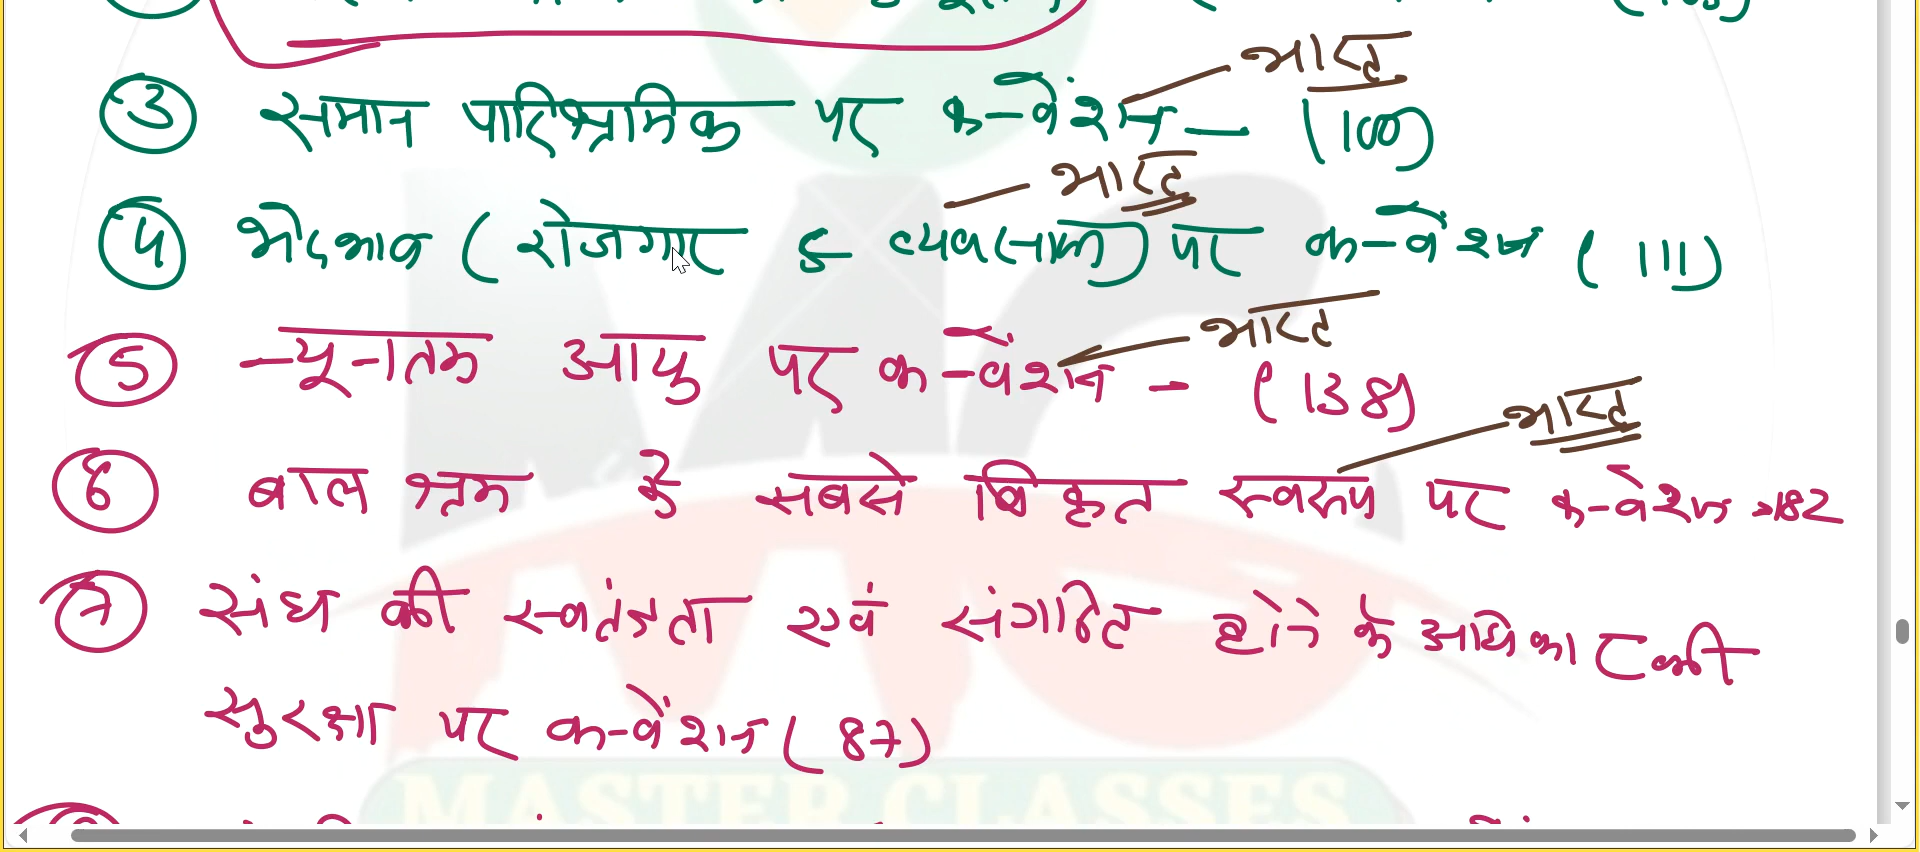 भारत
③ समान पारिश्रमिक पर कन्वेंशन — (100)
भारत
④ भेदभाव (रोजगार & व्यवसाय) पर कन्वेंशन (111)
भारत
⑤ न्यूनतम आयु पर कन्वेंशन - (138)
भारत
⑥ बाल श्रम के सबसे विकृत स्वरूप पर कन्वेंशन → 182
⑦ संघ की स्वतंत्रता एवं संगठित होने के अधिकार की
सुरक्षा पर कन्वेंशन (87)
MASTER CLASSES